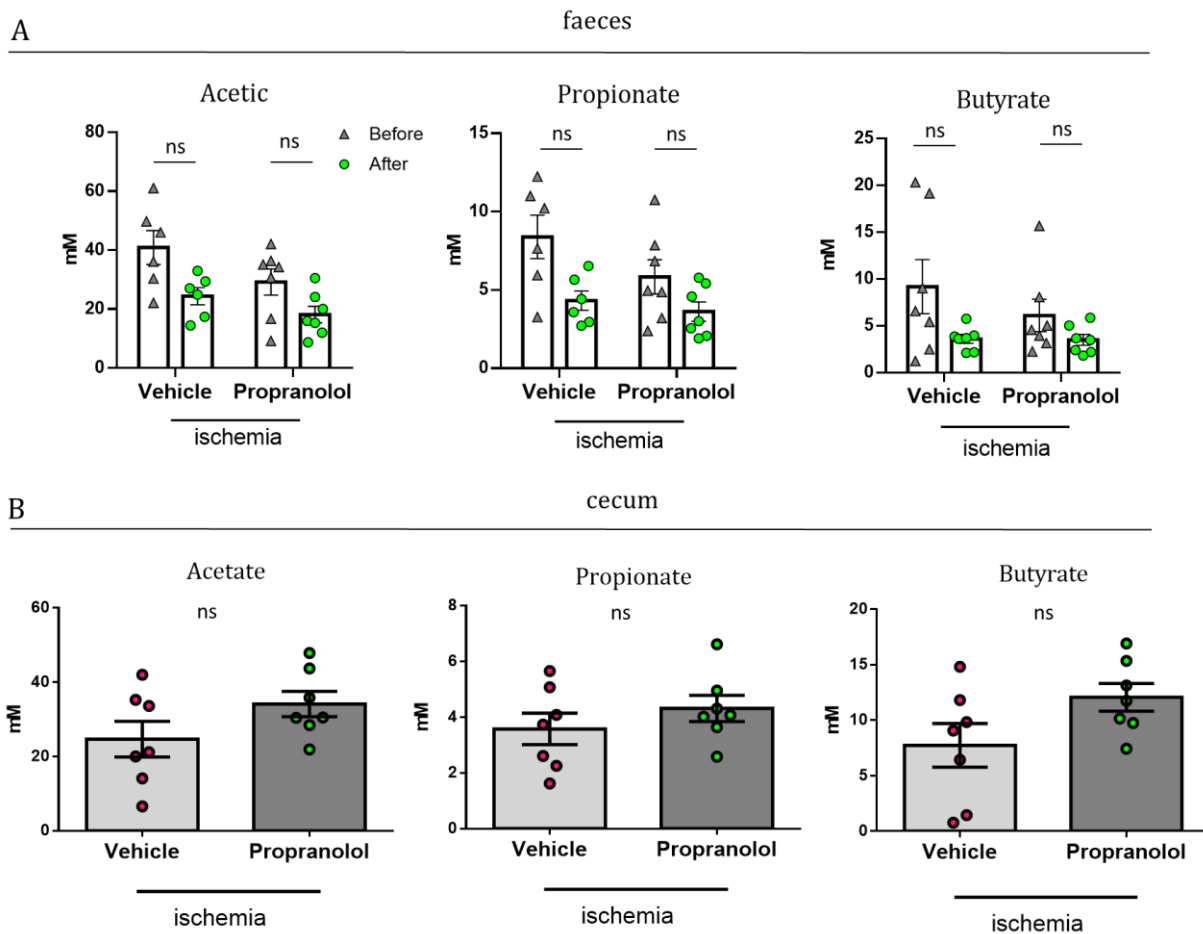 A
faeces
Acetic
Propionate
Butyrate
Before
After
ns
ns
ns
ns
ns
ns
80
60
40
20
0
mM
15
10
5
0
mM
25
20
15
10
5
0
mM
Vehicle Propranolol
Vehicle Propranolol
Vehicle Propranolol
ischemia
ischemia
ischemia
B
cecum
Acetate
Propionate
Butyrate
ns
ns
ns
60
40
20
0
mM
8
6
4
2
0
mM
20
15
10
5
0
mM
Vehicle Propranolol
Vehicle Propranolol
Vehicle Propranolol
ischemia
ischemia
ischemia